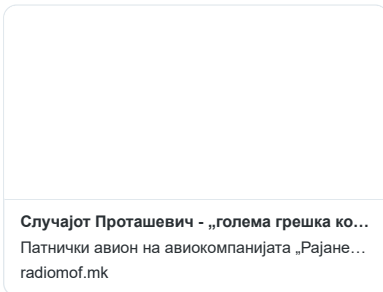 Случајот Проташевич - „голема грешка ко…
Патнички авион на авиокомпанијата „Рајане…
radiomof.mk